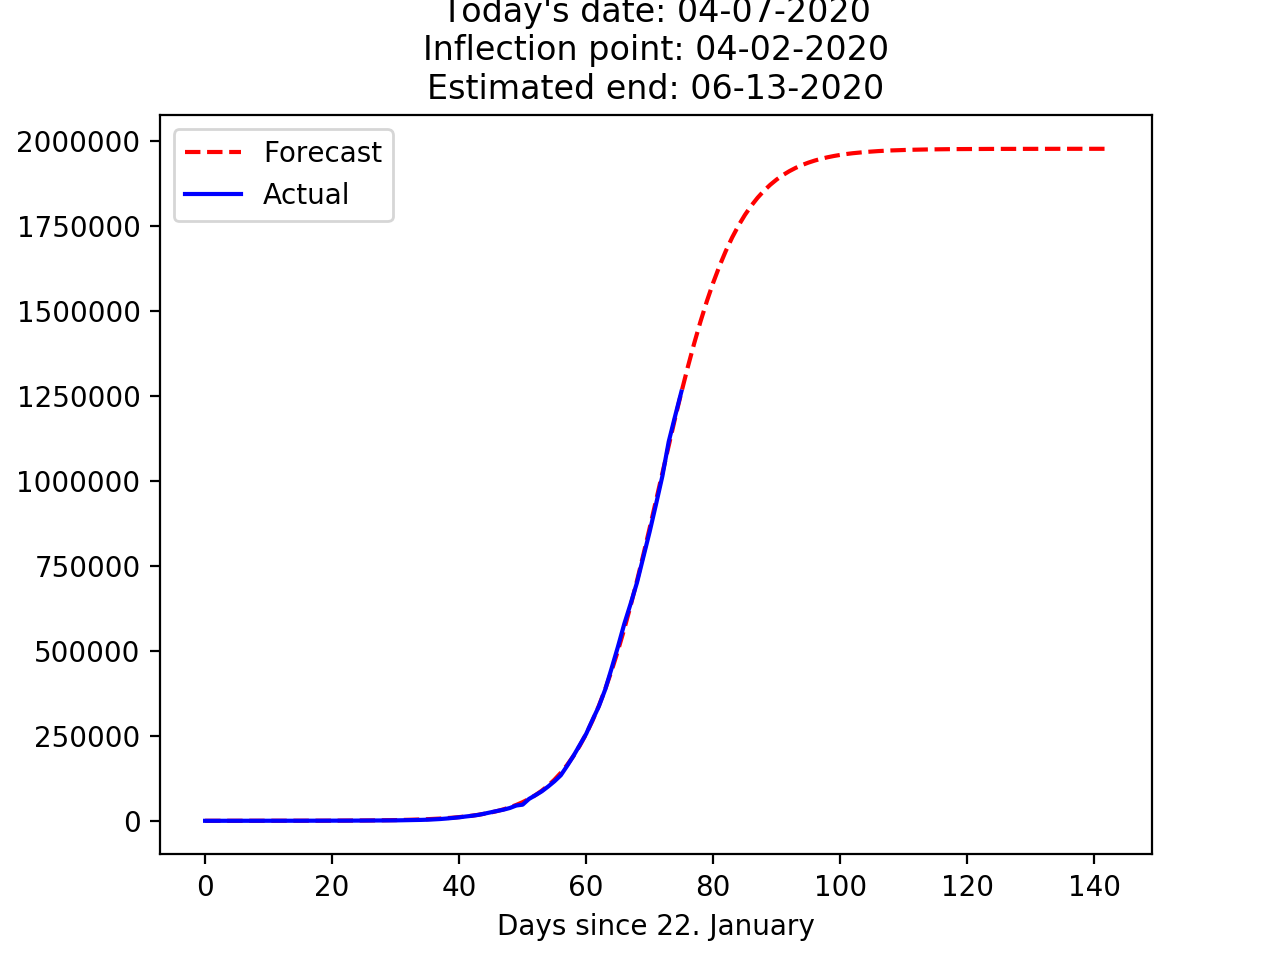 Today's date: 04-07-2020
Inflection point: 04-02-2020
Estimated end: 06-13-2020
Forecast
Actual
2000000
1750000
1500000
1250000
1000000
750000
500000
250000
0
0 20 40 60 80 100 120 140
Days since 22. January